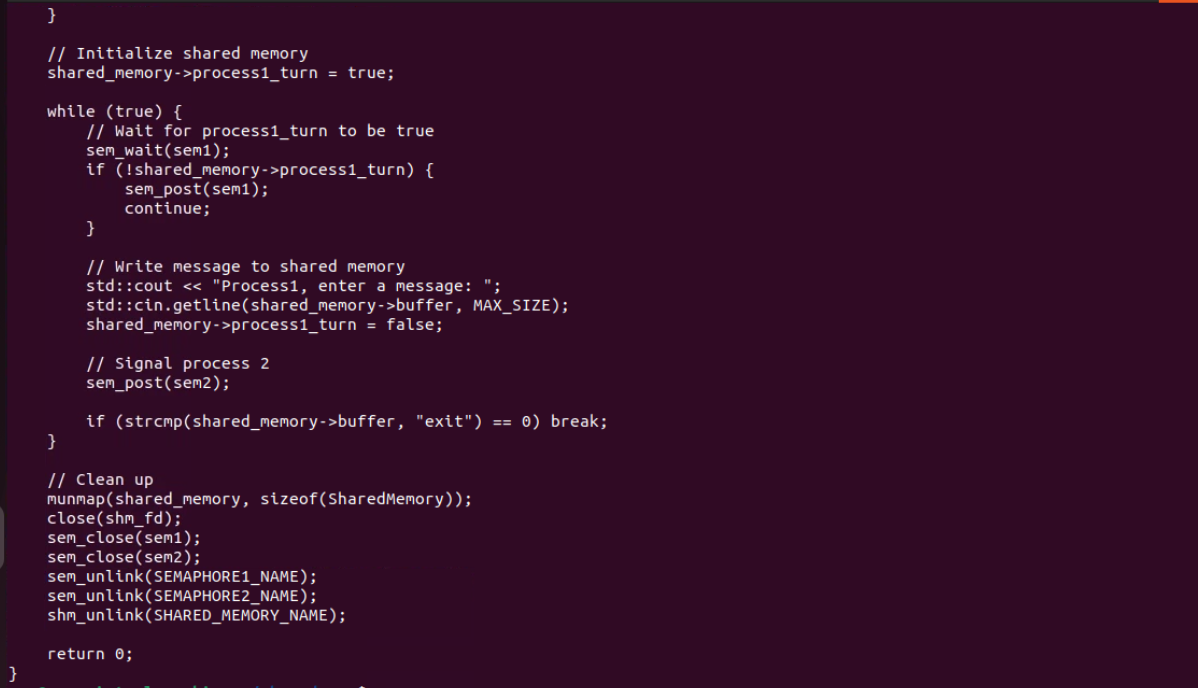 }
// Initialize shared memory
shared_memory->process1_turn = true;
while (true) {
// Wait for process1_turn to be true
sem_wait(sem1);
if (!shared_memory->process1_turn) {
sem_post(sem1);
continue;
}
// Write message to shared memory
std::cout << "Process1, enter a message: ";
std::cin.getline(shared_memory->buffer, MAX_SIZE);
shared_memory->process1_turn = false;
// Signal process 2
sem_post(sem2);
if (strcmp(shared_memory->buffer, "exit") == 0) break;
}
// Clean up
munmap(shared_memory, sizeof(SharedMemory));
close(shm_fd);
sem_close(sem1);
sem_close(sem2);
sem_unlink(SEMAPHORE1_NAME);
sem_unlink(SEMAPHORE2_NAME);
shm_unlink(SHARED_MEMORY_NAME);
return 0;
}